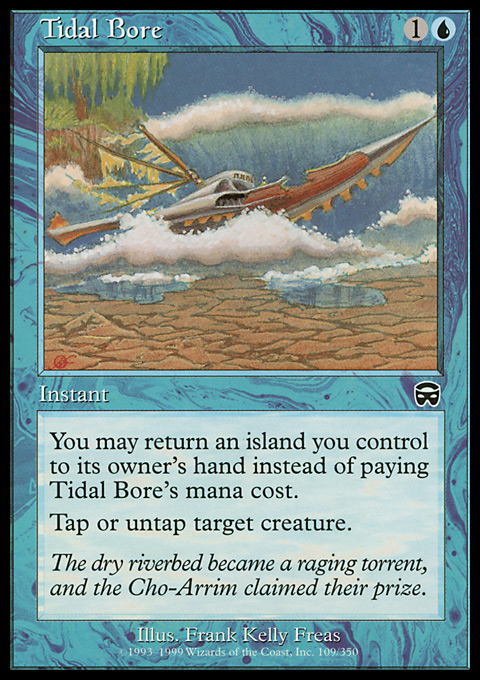 Tidal Bore 1
Instant
You may return an island you control
to its owner's hand instead of paying
Tidal Bore's mana cost.
Tap or untap target creature.
The dry riverbed became a raging torrent,
and the Cho-Arrim claimed their prize.
Illus. Frank Kelly Freas
© 1993–1999 Wizards of the Coast, Inc. 109/350